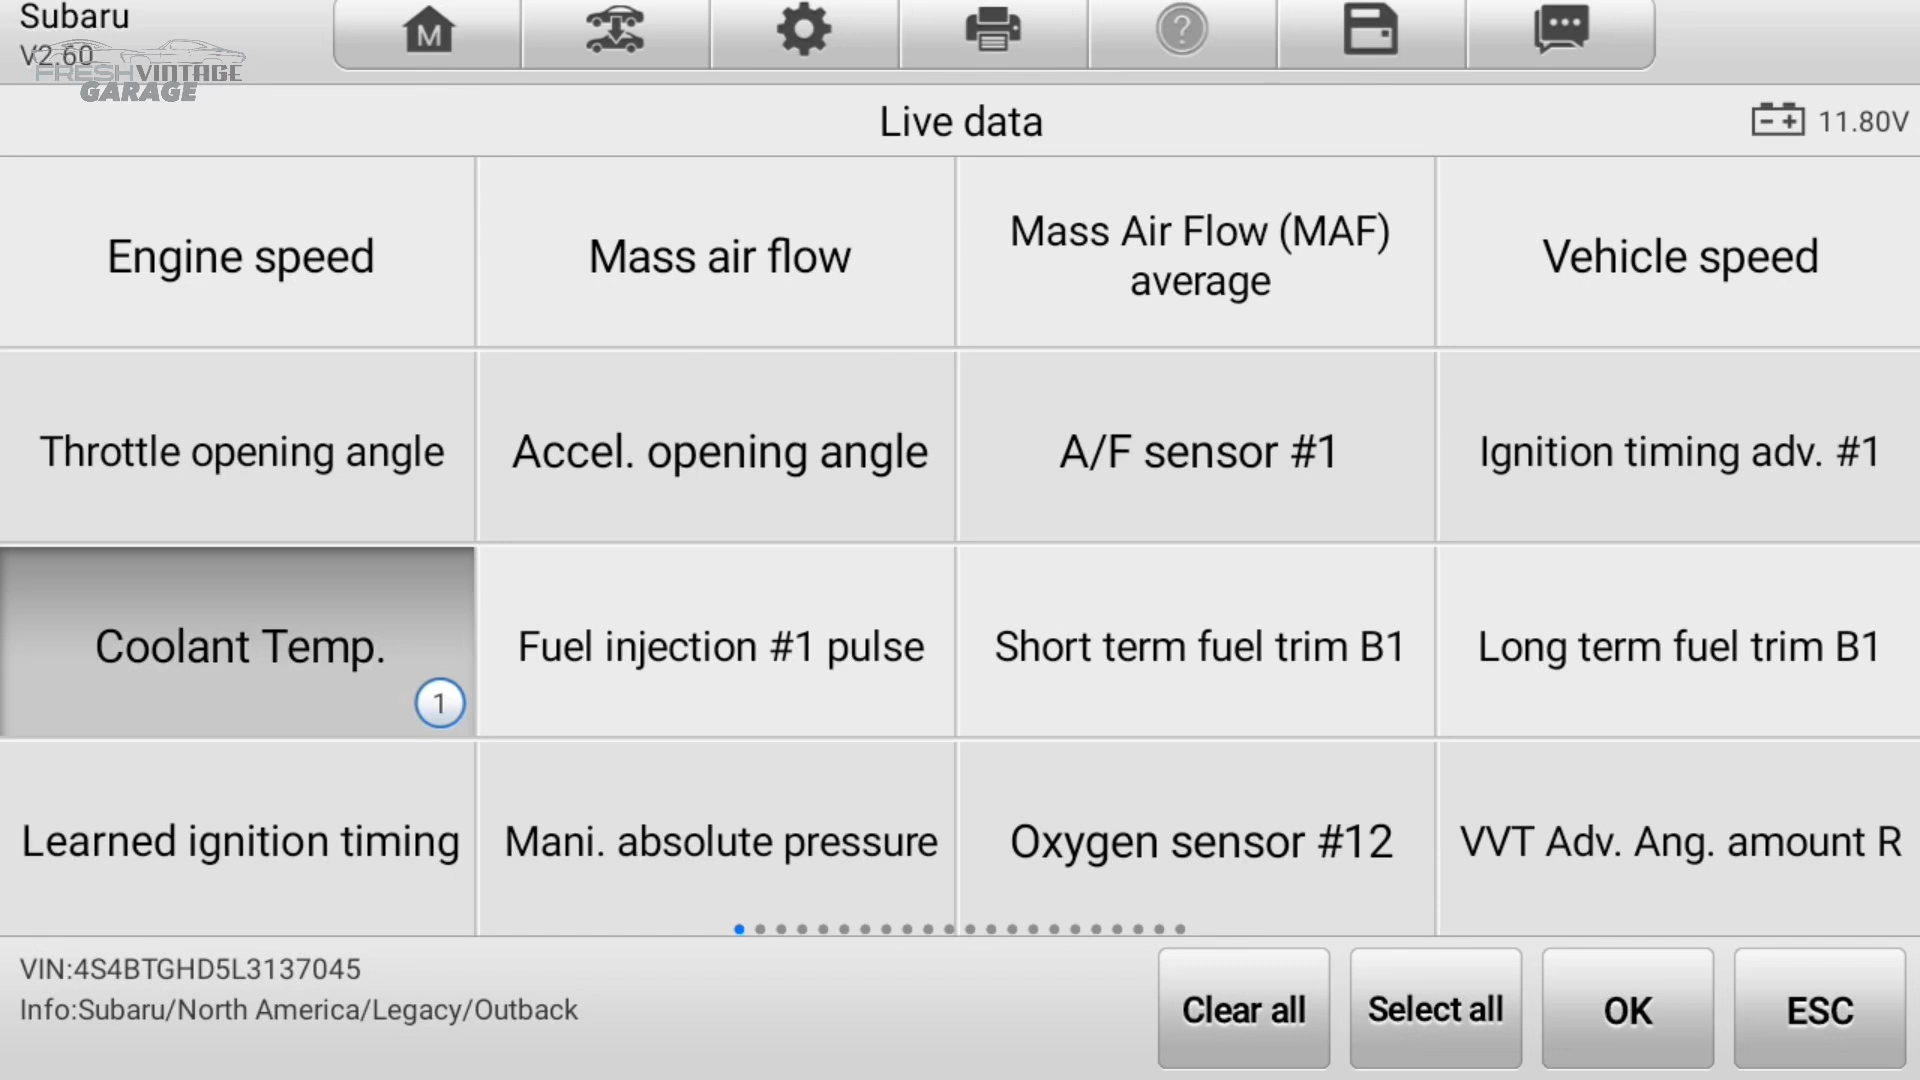 Subaru
V2.60
FRESH VINTAGE
GARAGE
M
?
Live data
- +
11.80V
Engine speed
Mass air flow
Mass Air Flow (MAF)
average
Vehicle speed
Throttle opening angle
Accel. opening angle
A/F sensor #1
Ignition timing adv. #1
Coolant Temp.
1
Fuel injection #1 pulse
Short term fuel trim B1
Long term fuel trim B1
Learned ignition timing
Mani. absolute pressure
Oxygen sensor #12
VVT Adv. Ang. amount R
VIN:4S4BTGHD5L3137045
Info:Subaru/North America/Legacy/Outback
Clear all
Select all
OK
ESC